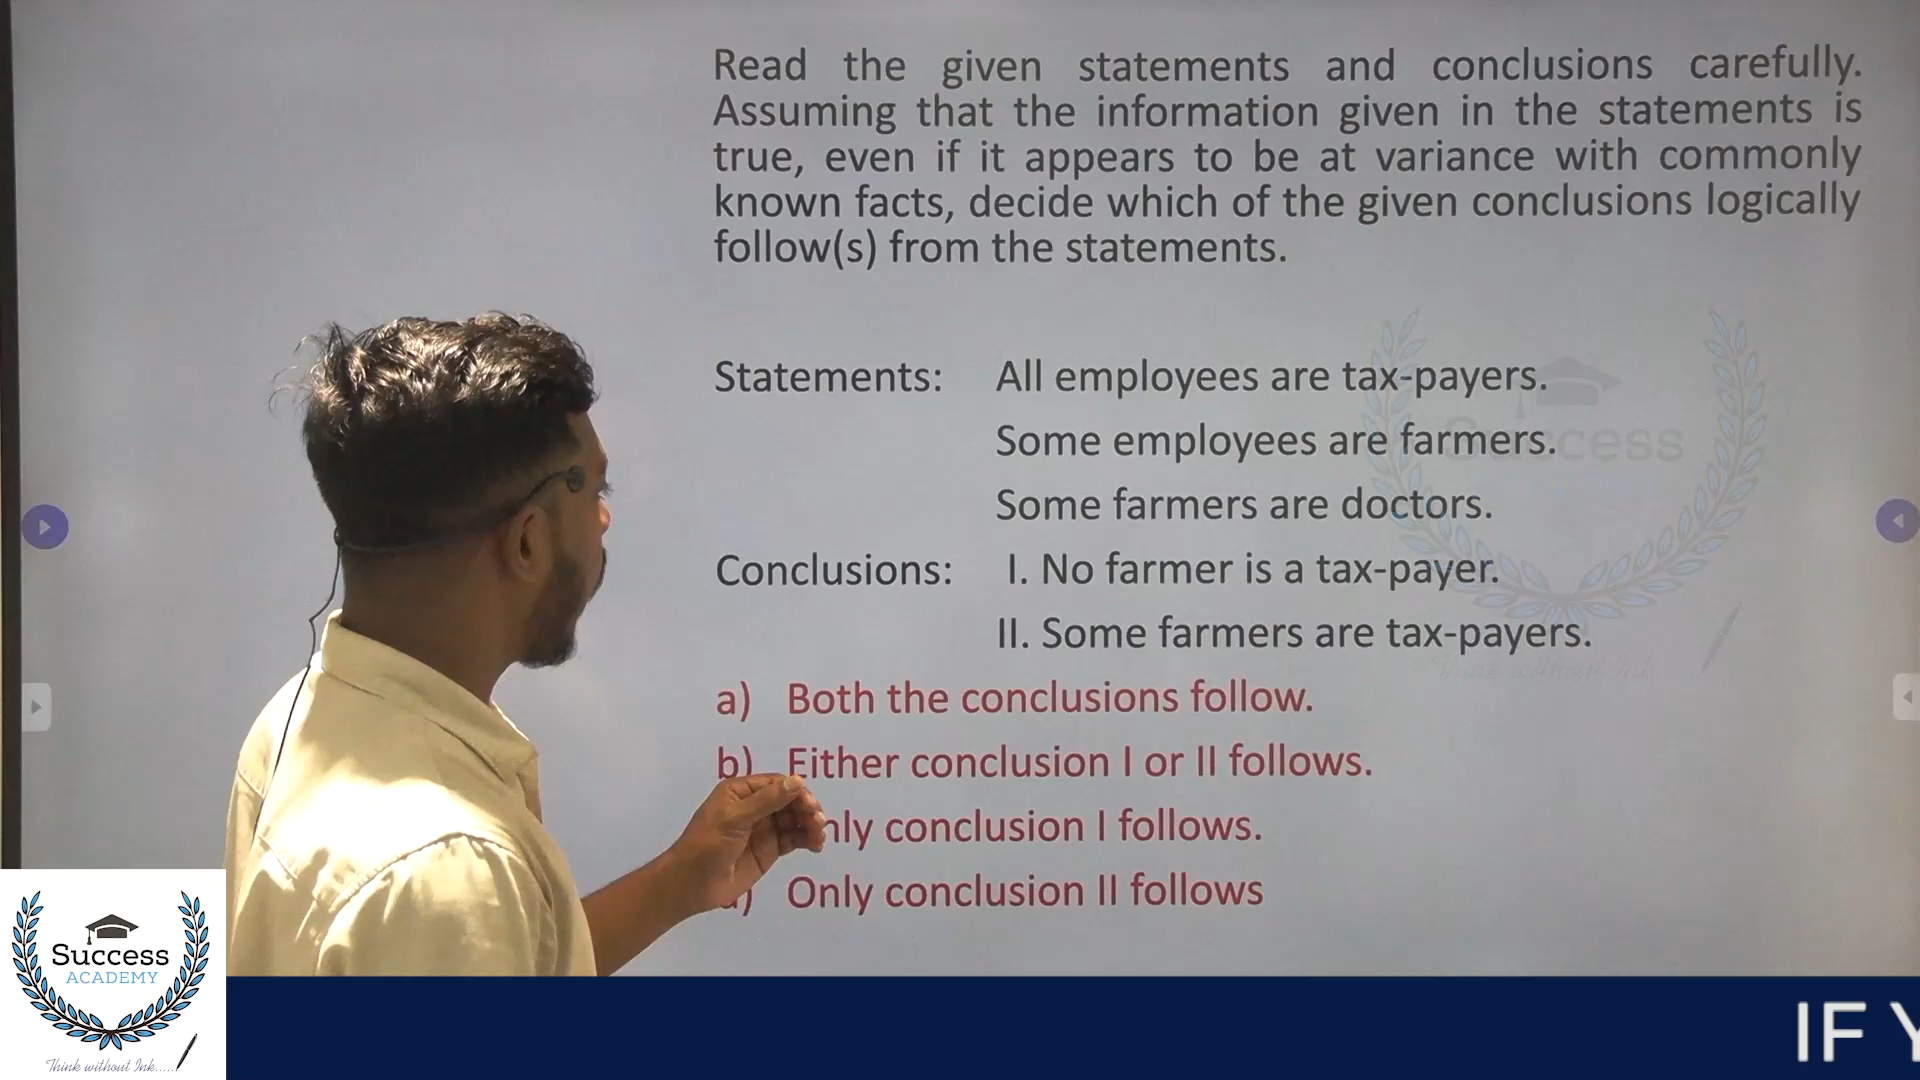 Read the given statements and conclusions carefully.
Assuming that the information given in the statements is
true, even if it appears to be at variance with commonly
known facts, decide which of the given conclusions logically
follow(s) from the statements.
Statements: All employees are tax-payers.
Some employees are farmers.
Some farmers are doctors.
Conclusions: I. No farmer is a tax-payer.
II. Some farmers are tax-payers.
a) Both the conclusions follow.
b) Either conclusion I or II follows.
conclusion I follows.
Only conclusion II follows
Success
ACADEMY
Think without Ink.....
IF